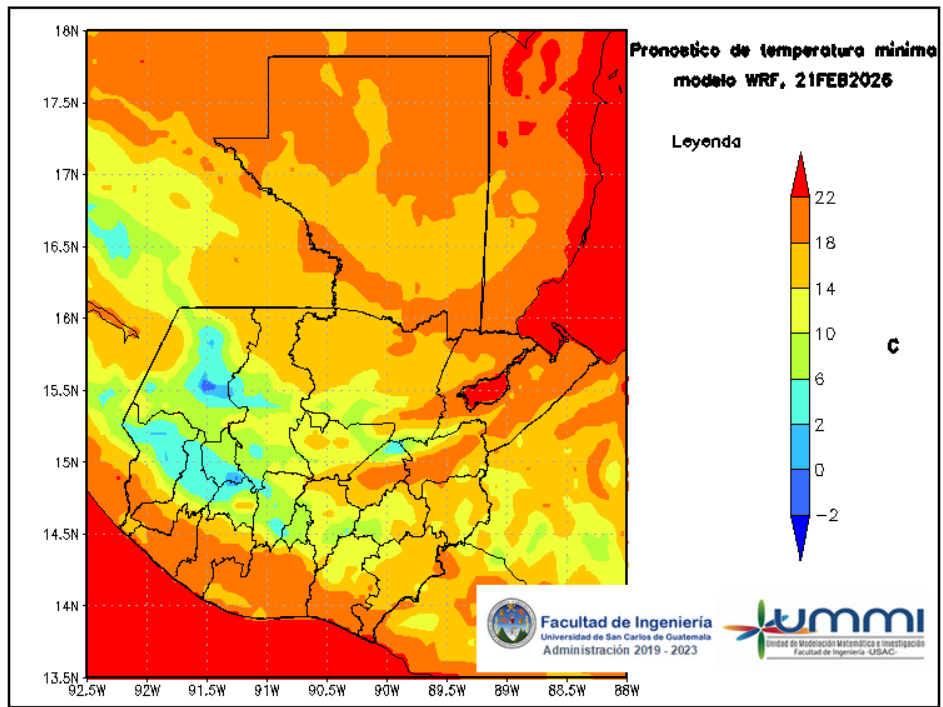 Pronostico de temperatura minima
modelo WRF, 21FEB2026
Leyenda
22
18
14
10
6
2
0
−2
C
18N
17.5N
17N
16.5N
16N
15.5N
15N
14.5N
14N
13.5N
92.5W
92W
91.5W
91W
90.5W
90W
89.5W
89W
88.5W
88W
Facultad de Ingeniería
Universidad de San Carlos de Guatemala
Administración 2019 - 2023
UMMI
Unidad de Modelación Matemática e Investigación
Facultad de Ingeniería -USAC-